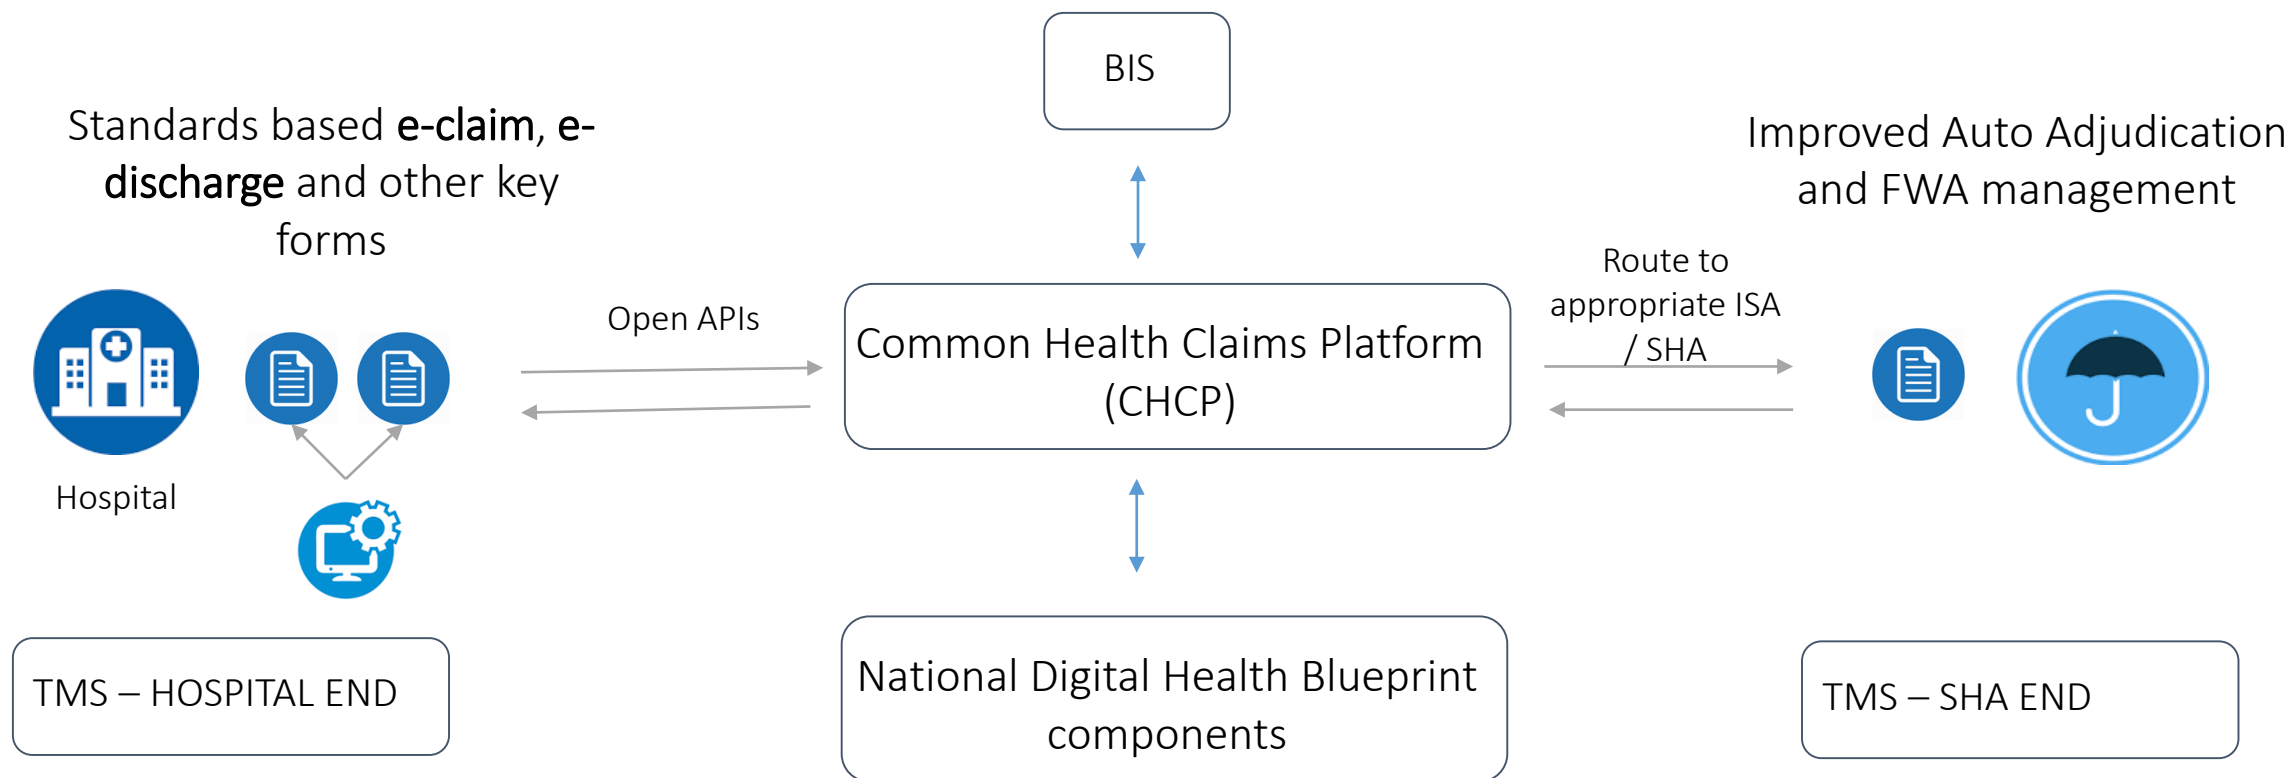 BIS
Standards based e-claim, e-
discharge and other key
forms
Improved Auto Adjudication
and FWA management
Open APIs
Route to
appropriate ISA
/ SHA
Common Health Claims Platform
(CHCP)
Hospital
TMS – HOSPITAL END
National Digital Health Blueprint
components
TMS – SHA END